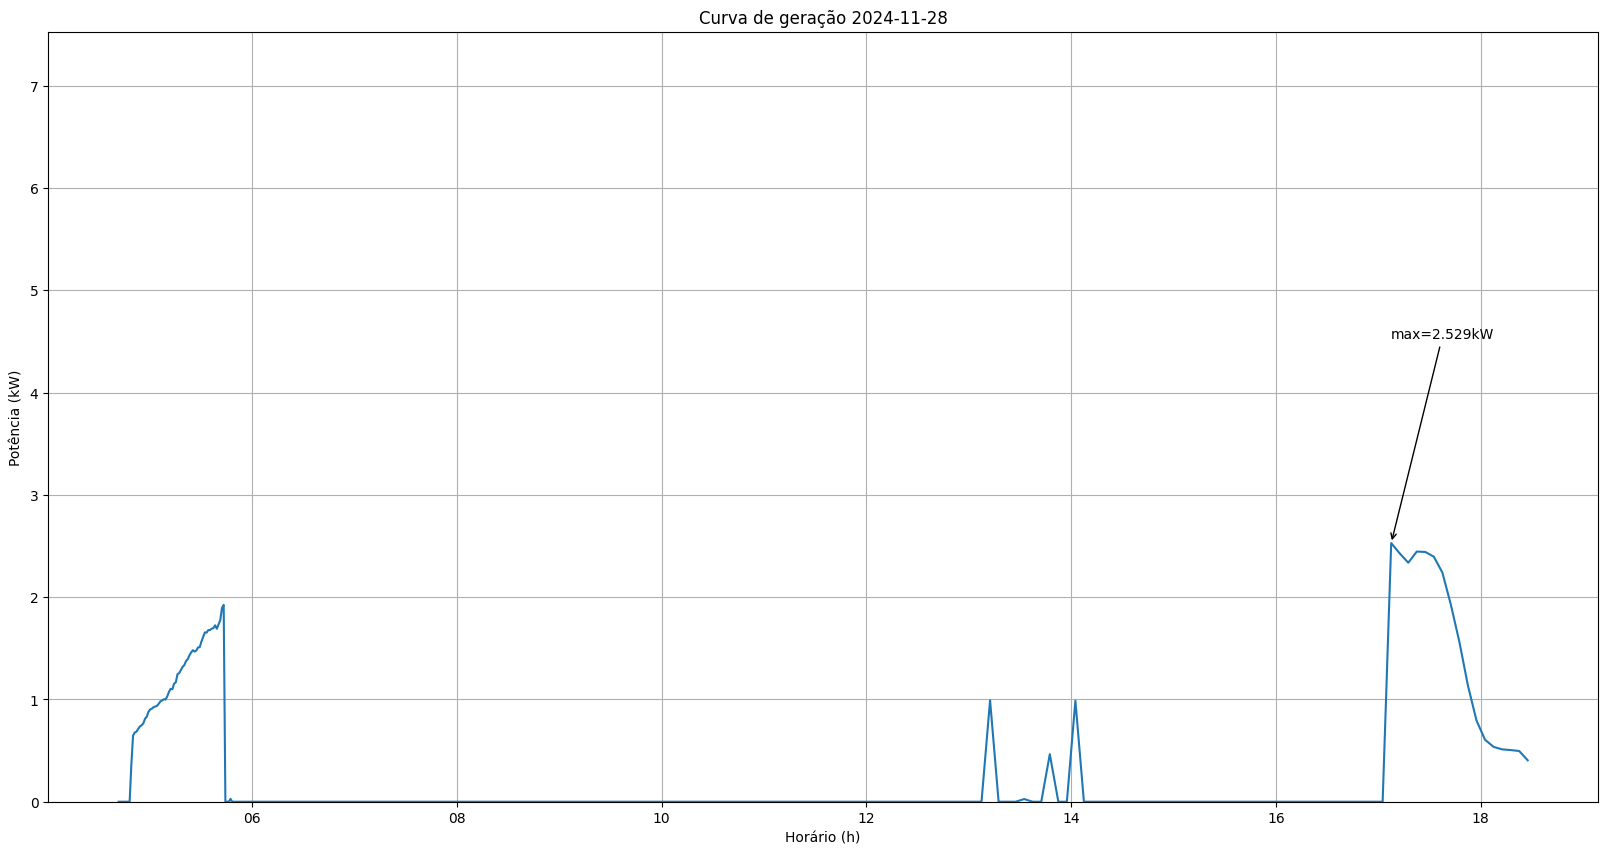 Curva de geração 2024-11-28
7
6
5
max=2.529kW
4
Potência (kW)
3
2
1
0
06 08 10 12 14 16 18
Horário (h)